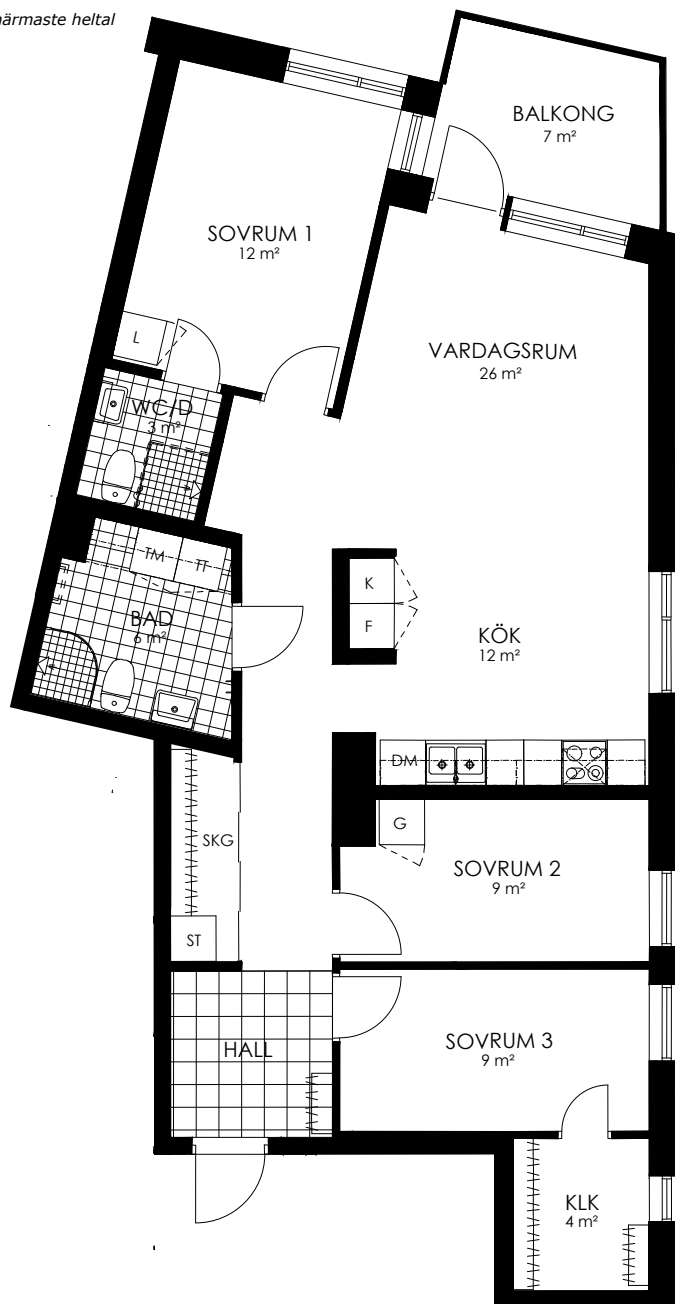 närmaste heltal
BALKONG
7 m²
SOVRUM 1
12 m²
L
VARDAGSRUM
26 m²
WC/D
3 m²
TM
TT
BAD
6 m²
K
F
KÖK
12 m²
DM
SKG
G
SOVRUM 2
9 m²
ST
HALL
SOVRUM 3
9 m²
KLK
4 m²